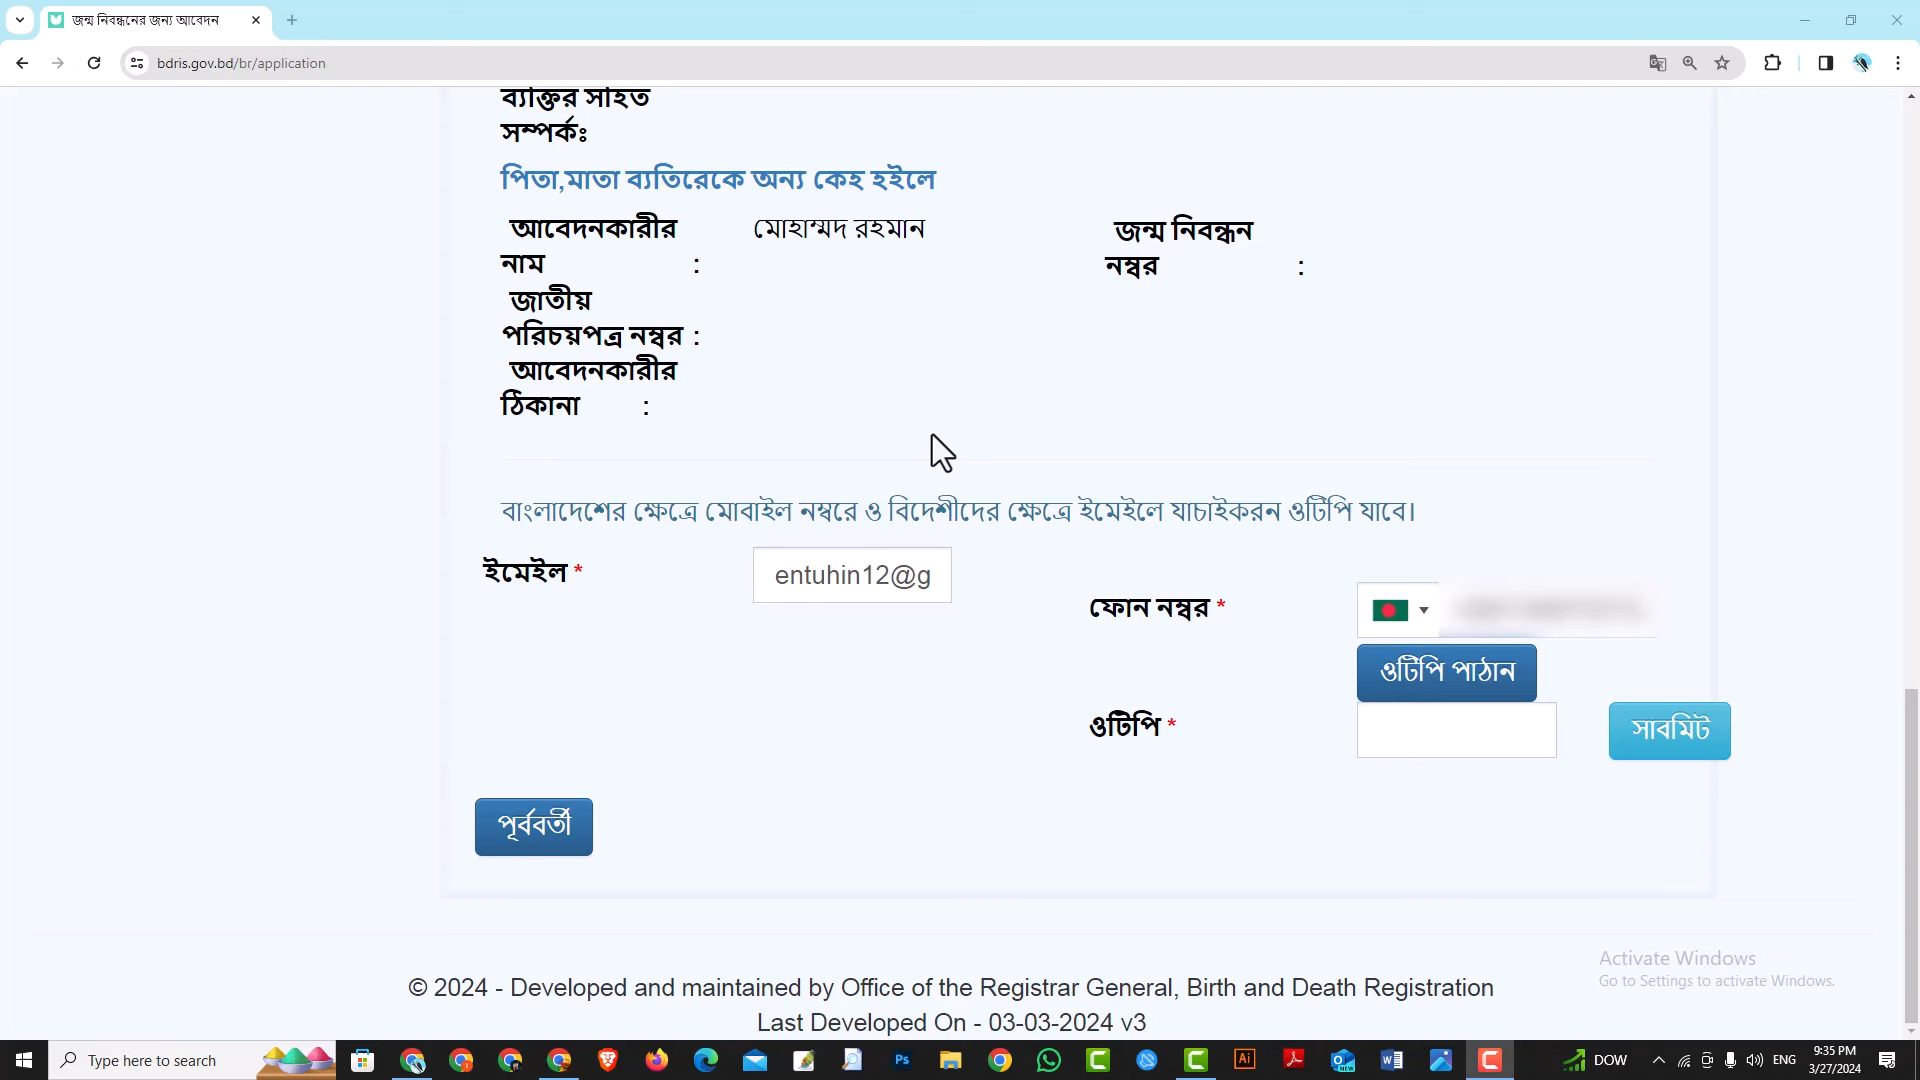 জন্ম নিবন্ধনের জন্য আবেদন
bdris.gov.bd/br/application
ব্যক্তির সহিত
সম্পর্কঃ
পিতা,মাতা ব্যতিরেকে অন্য কেহ হইলে
আবেদনকারীর মোহাম্মদ রহমান জন্ম নিবন্ধন
নাম : নম্বর :
জাতীয়
পরিচয়পত্র নম্বর :
আবেদনকারীর
ঠিকানা :
বাংলাদেশের ক্ষেত্রে মোবাইল নম্বরে ও বিদেশীদের ক্ষেত্রে ইমেইলে যাচাইকরন ওটিপি যাবে।
ইমেইল * entuhin12@g
ফোন নম্বর *
ওটিপি পাঠান
ওটিপি * সাবমিট
পূর্ববর্তী
Activate Windows
Go to Settings to activate Windows.
© 2024 - Developed and maintained by Office of the Registrar General, Birth and Death Registration
Last Developed On - 03-03-2024 v3
Type here to search Ps Ai NEW DOW ENG 9:35 PM
3/27/2024